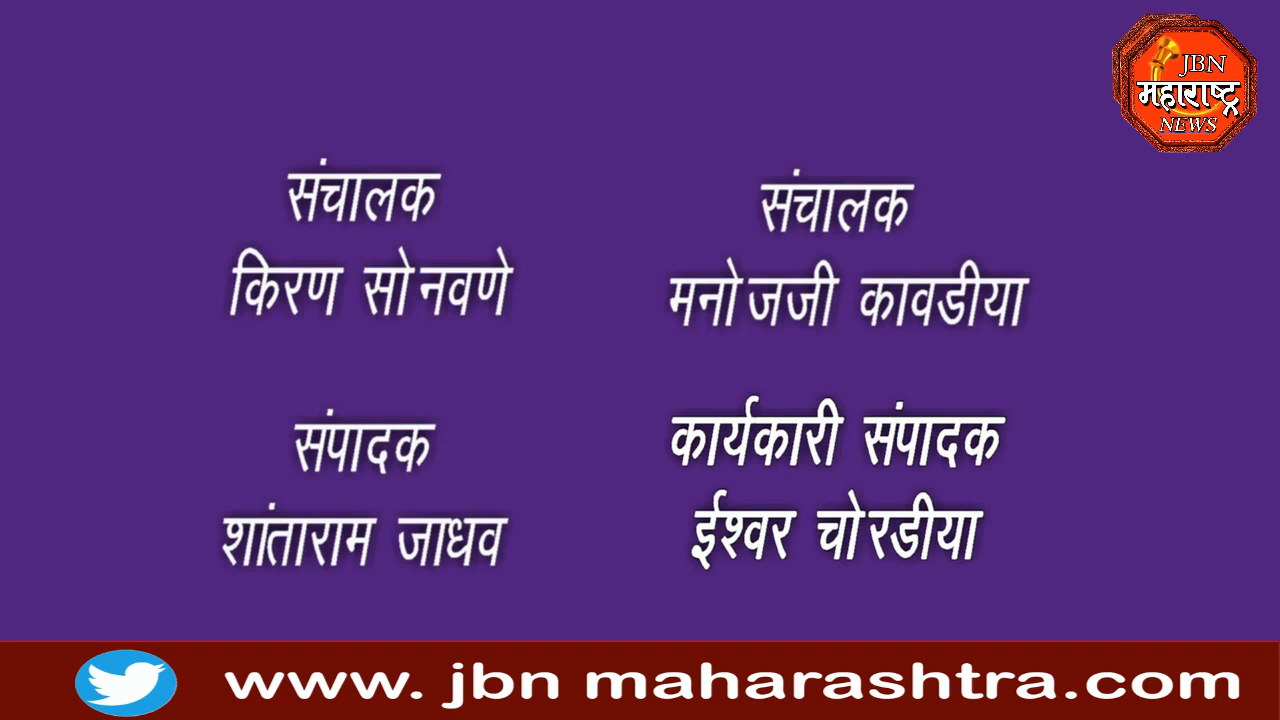 JBN
महाराष्ट्र
NEWS
संचालक
किरण सोनवणे
संचालक
मनोजजी कावडीया
संपादक
शांताराम जाधव
कार्यकारी संपादक
ईश्वर चोरडीया
www. jbn maharashtra.com